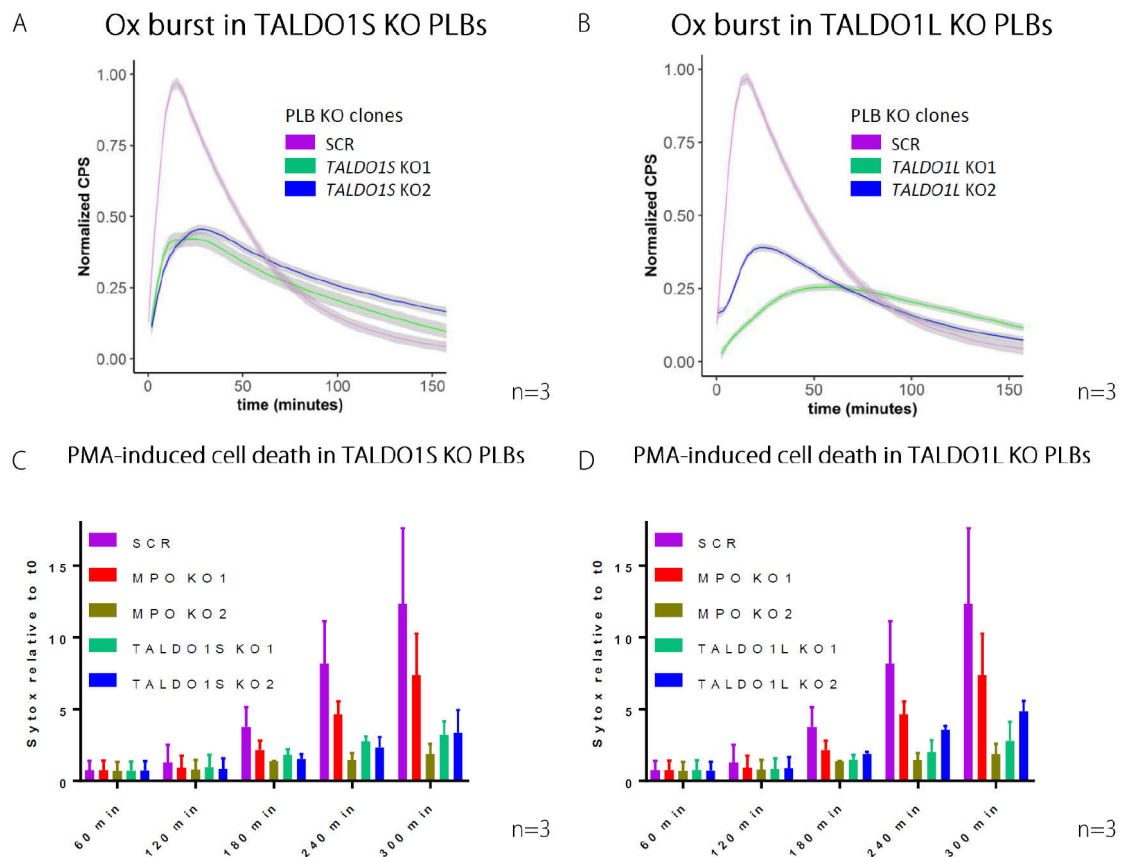 A
Ox burst in TALDO1S KO PLBs
1.00
0.75
0.50
0.25
0.00
Normalized CPS
PLB KO clones
SCR
TALDO1S KO1
TALDO1S KO2
0
50
100
150
time (minutes)
n=3
B
Ox burst in TALDO1L KO PLBs
1.00
0.75
0.50
0.25
0.00
Normalized CPS
PLB KO clones
SCR
TALDO1L KO1
TALDO1L KO2
0
50
100
150
time (minutes)
n=3
C
PMA-induced cell death in TALDO1S KO PLBs
Sytox relative to t0
15
10
5
0
SCR
MPO KO1
MPO KO2
TALDO1S KO1
TALDO1S KO2
60 min
120 min
180 min
240 min
300 min
n=3
D
PMA-induced cell death in TALDO1L KO PLBs
Sytox relative to t0
15
10
5
0
SCR
MPO KO1
MPO KO2
TALDO1L KO1
TALDO1L KO2
60 min
120 min
180 min
240 min
300 min
n=3